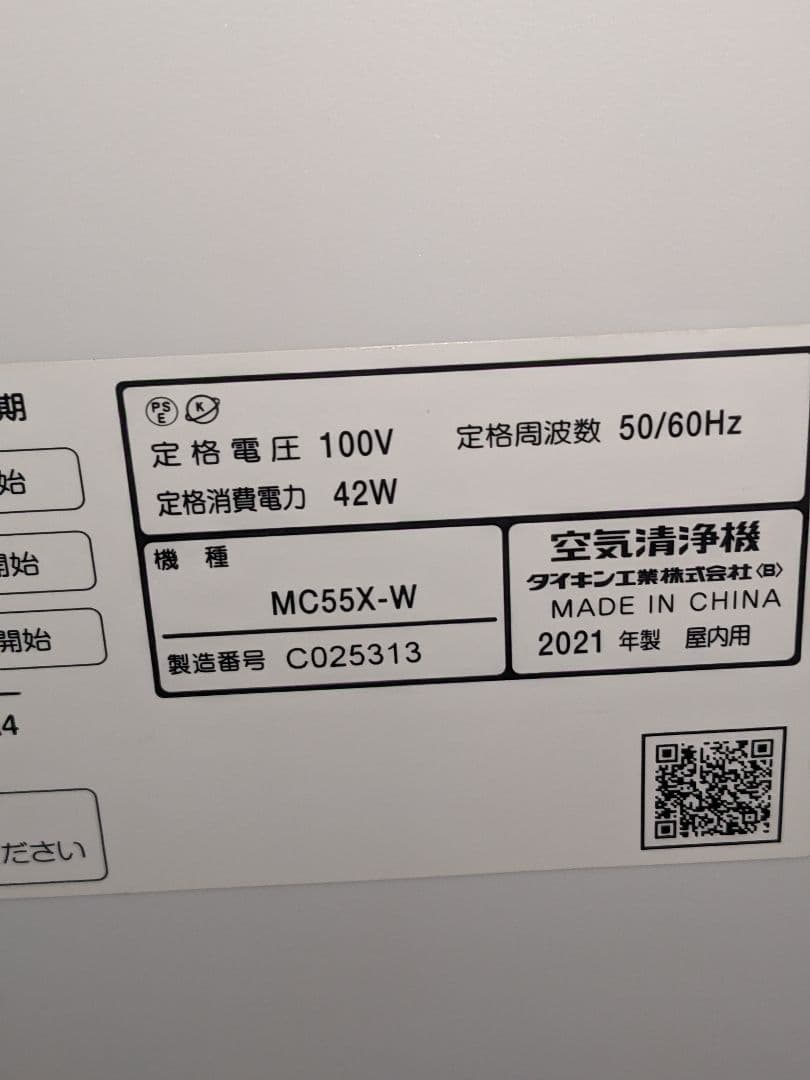 期
始
開始
開始
4
ださい
PS
E
K
定格電圧 100V 定格周波数 50/60Hz
定格消費電力 42W
機種
MC55X-W
製造番号 C025313
空気清浄機
ダイキン工業株式会社〈B〉
MADE IN CHINA
2021 年製 屋内用